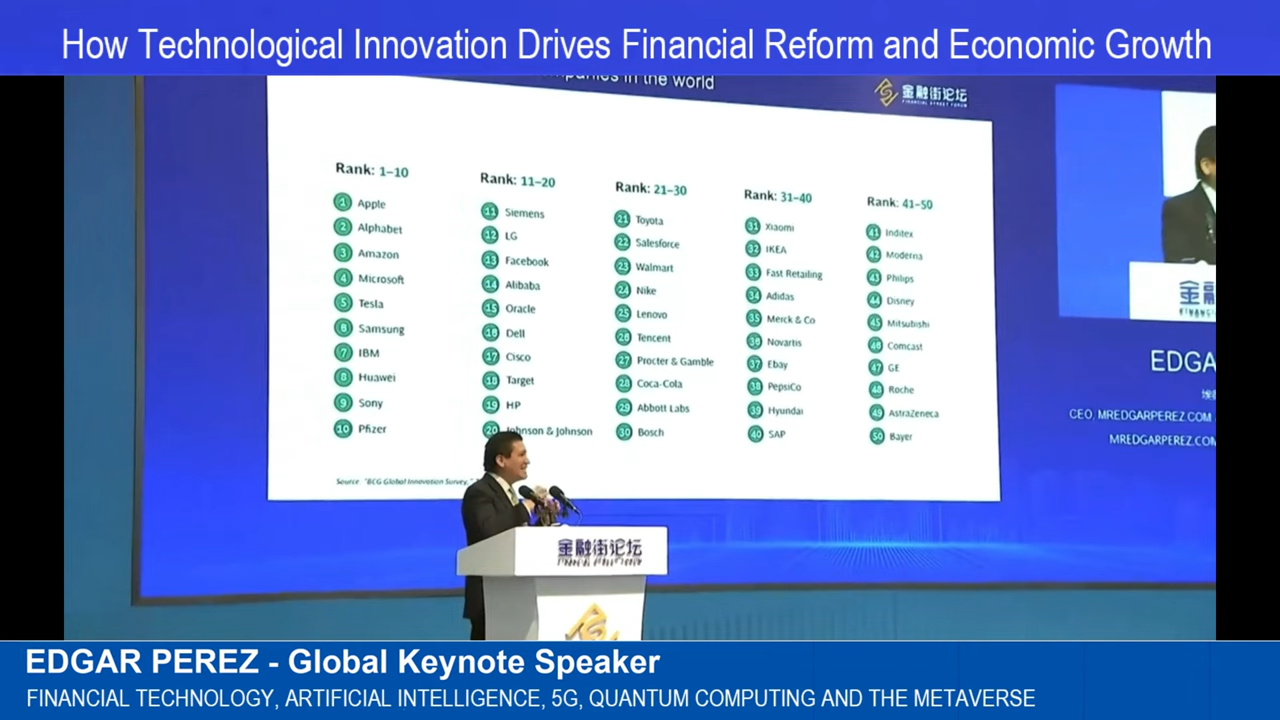 How Technological Innovation Drives Financial Reform and Economic Growth
in the world
金融街论坛
FINANCIAL STREET FORUM
Rank: 1–10
1 Apple
2 Alphabet
3 Amazon
4 Microsoft
5 Tesla
6 Samsung
7 IBM
8 Huawei
9 Sony
10 Pfizer
Rank: 11–20
11 Siemens
12 LG
13 Facebook
14 Alibaba
15 Oracle
16 Dell
17 Cisco
18 Target
19 HP
20 Johnson & Johnson
Rank: 21–30
21 Toyota
22 Salesforce
23 Walmart
24 Nike
25 Lenovo
26 Tencent
27 Procter & Gamble
28 Coca-Cola
29 Abbott Labs
30 Bosch
Rank: 31–40
31 Xiaomi
32 IKEA
33 Fast Retailing
34 Adidas
35 Merck & Co
36 Novartis
37 Ebay
38 PepsiCo
39 Hyundai
40 SAP
Rank: 41–50
41 Inditex
42 Moderna
43 Philips
44 Disney
45 Mitsubishi
46 Comcast
47 GE
48 Roche
49 AstraZeneca
50 Bayer
Source: "BCG Global Innovation Survey,"
金融
EDGA
CEO, MREDGARPEREZ.COM
MREDGARPEREZ.COM
金融街论坛
EDGAR PEREZ - Global Keynote Speaker
FINANCIAL TECHNOLOGY, ARTIFICIAL INTELLIGENCE, 5G, QUANTUM COMPUTING AND THE METAVERSE